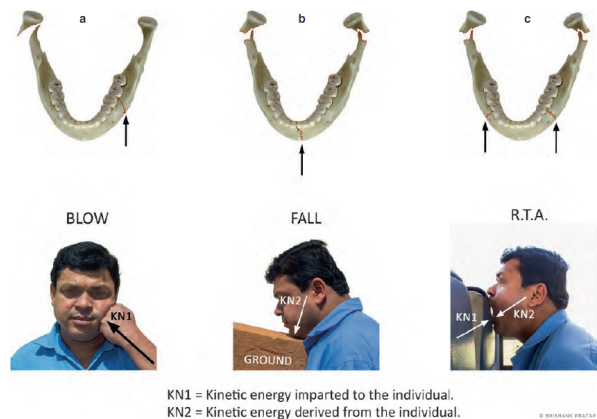 a b c
BLOW FALL R.T.A.
KN1 KN2 KN1 KN2
GROUND
KN1 = Kinetic energy imparted to the individual.
KN2 = Kinetic energy derived from the individual.
© BRISHANK PRATAP